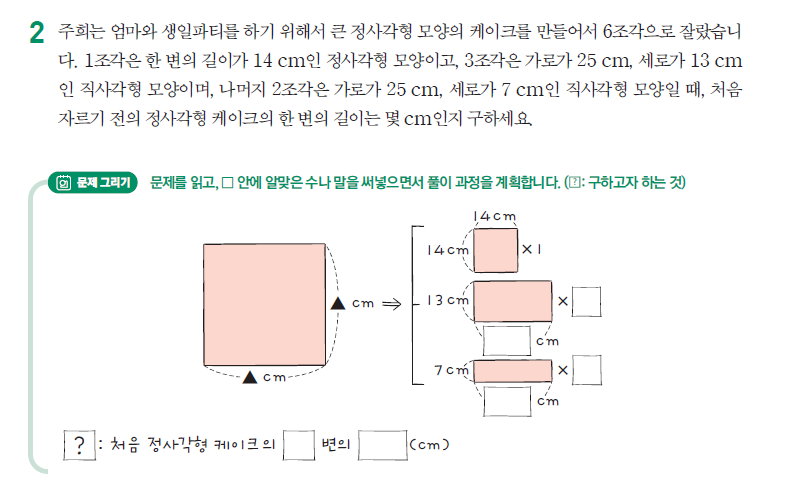 2 주희는 엄마와 생일파티를 하기 위해서 큰 정사각형 모양의 케이크를 만들어서 6조각으로 잘랐습니
다. 1조각은 한 변의 길이가 14 cm인 정사각형 모양이고, 3조각은 가로가 25 cm, 세로가 13 cm
인 직사각형 모양이며, 나머지 2조각은 가로가 25 cm, 세로가 7 cm인 직사각형 모양일 때, 처음
자르기 전의 정사각형 케이크의 한 변의 길이는 몇 cm인지 구하세요.
문제 그리기 문제를 읽고, □ 안에 알맞은 수나 말을 써넣으면서 풀이 과정을 계획합니다. (?: 구하고자 하는 것)
14cm
14cm ×1
▲ cm ⇒ 13cm × □
□ cm
7cm × □
▲ cm
□ cm
?: 처음 정사각형 케이크의 □ 변의 □ (cm)